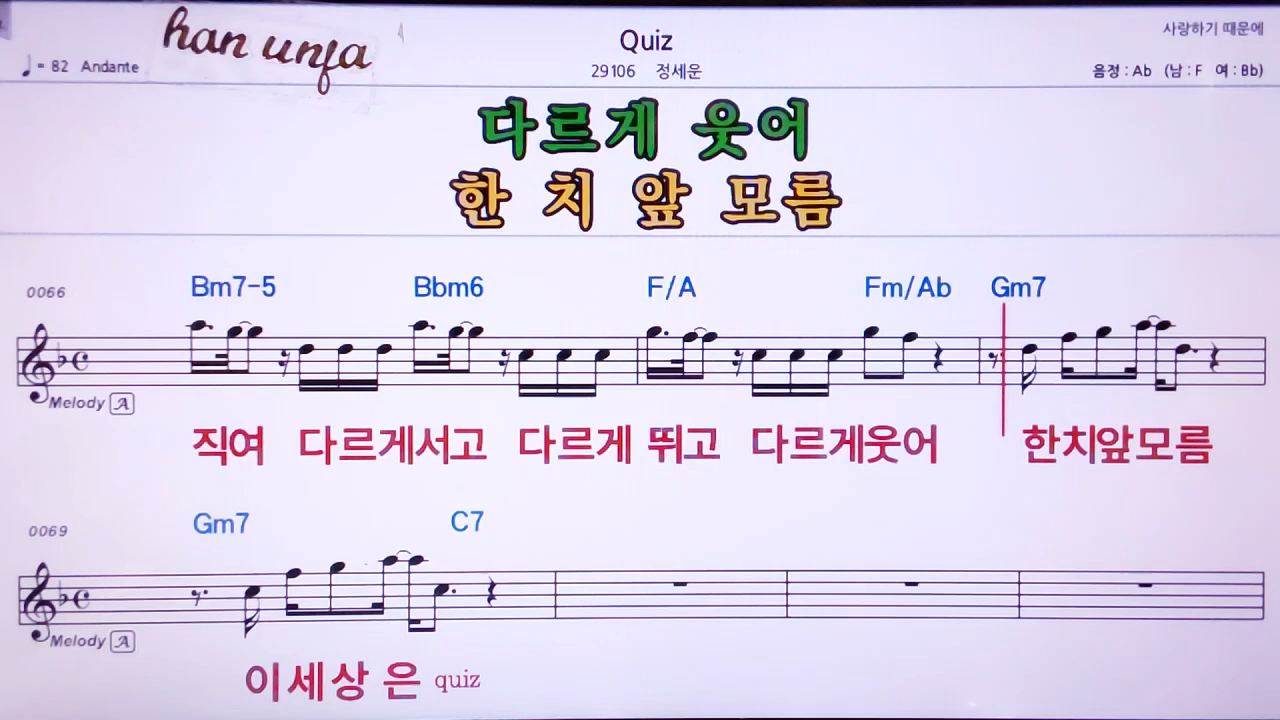 han unja
Quiz
사랑하기 때문에
♩= 82 Andante
29106 정세운
음정 : Ab (남 : F 여 : Bb)
다르게 웃어
한 치 앞 모름
0066 Bm7-5 Bbm6 F/A Fm/Ab Gm7
Melody A
직여 다르게서고 다르게 뛰고 다르게웃어 한치앞모름
0069 Gm7 C7
Melody A
이세상 은 quiz